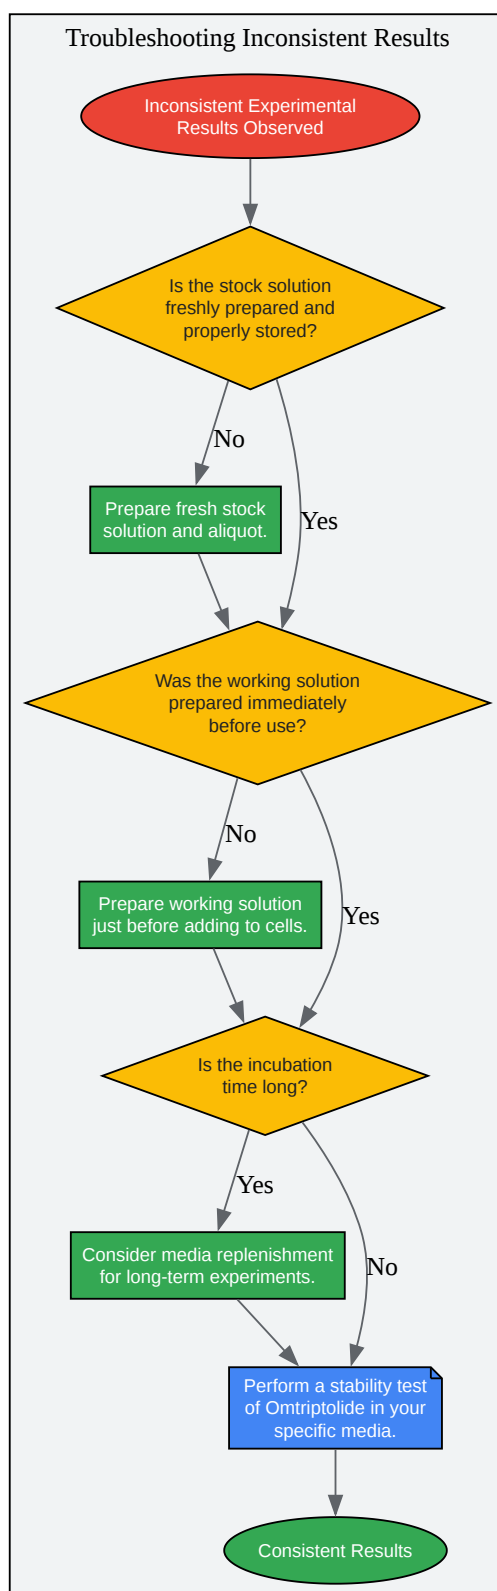 Troubleshooting Inconsistent Results
Inconsistent Experimental
Results Observed
Is the stock solution
freshly prepared and
properly stored?
No
Prepare fresh stock
solution and aliquot.
Yes
Was the working solution
prepared immediately
before use?
No
Prepare working solution
just before adding to cells.
Yes
Is the incubation
time long?
Yes
Consider media replenishment
for long-term experiments.
No
Perform a stability test
of Omtriptolide in your
specific media.
Consistent Results